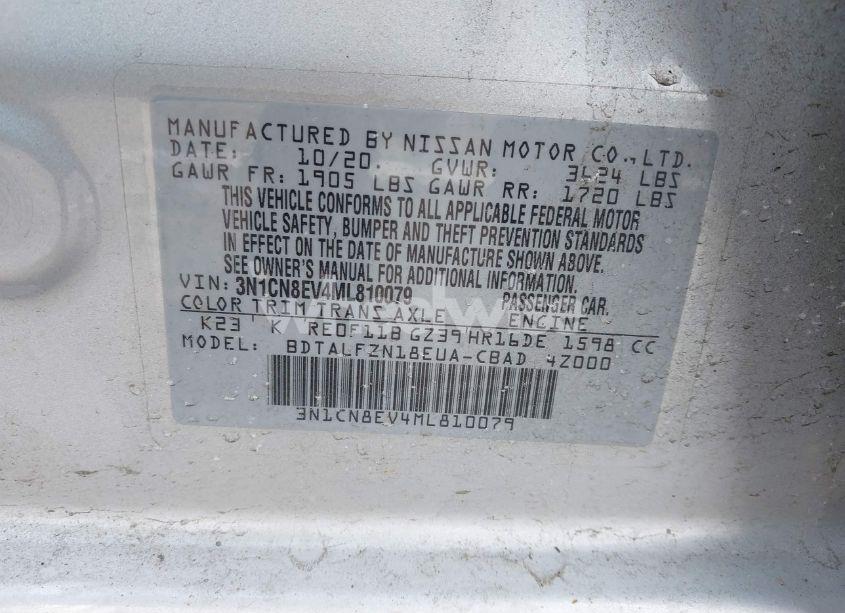 MANUFACTURED BY NISSAN MOTOR CO., LTD.
DATE: 10/20. GVWR: 3624 LBS
GAWR FR: 1905 LBS GAWR RR: 1720 LBS
THIS VEHICLE CONFORMS TO ALL APPLICABLE FEDERAL MOTOR
VEHICLE SAFETY, BUMPER AND THEFT PREVENTION STANDARDS
IN EFFECT ON THE DATE OF MANUFACTURE SHOWN ABOVE.
SEE OWNER'S MANUAL FOR ADDITIONAL INFORMATION.
VIN: 3N1CN8EV4ML810079 PASSENGER CAR.
COLOR TRIM TRANS AXLE ENGINE
K23 K RE0F11B GZ39 HR16DE 1598 CC
MODEL: BDTALFZN18EUA-CBAD 4Z000
3N1CN8EV4ML810079